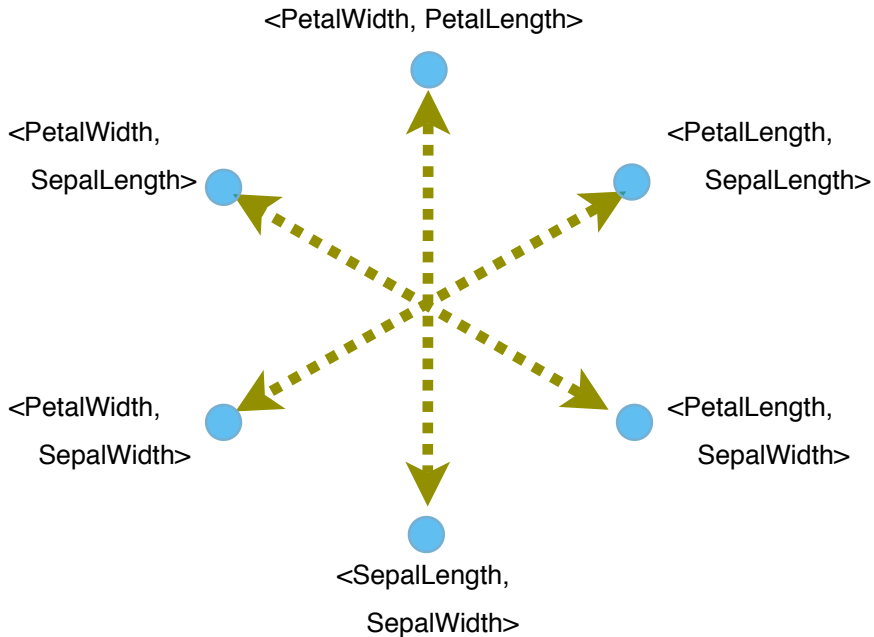 <PetalWidth, PetalLength>
<PetalWidth,
SepalLength>
<PetalLength,
SepalLength>
<PetalWidth,
SepalWidth>
<PetalLength,
SepalWidth>
<SepalLength,
SepalWidth>